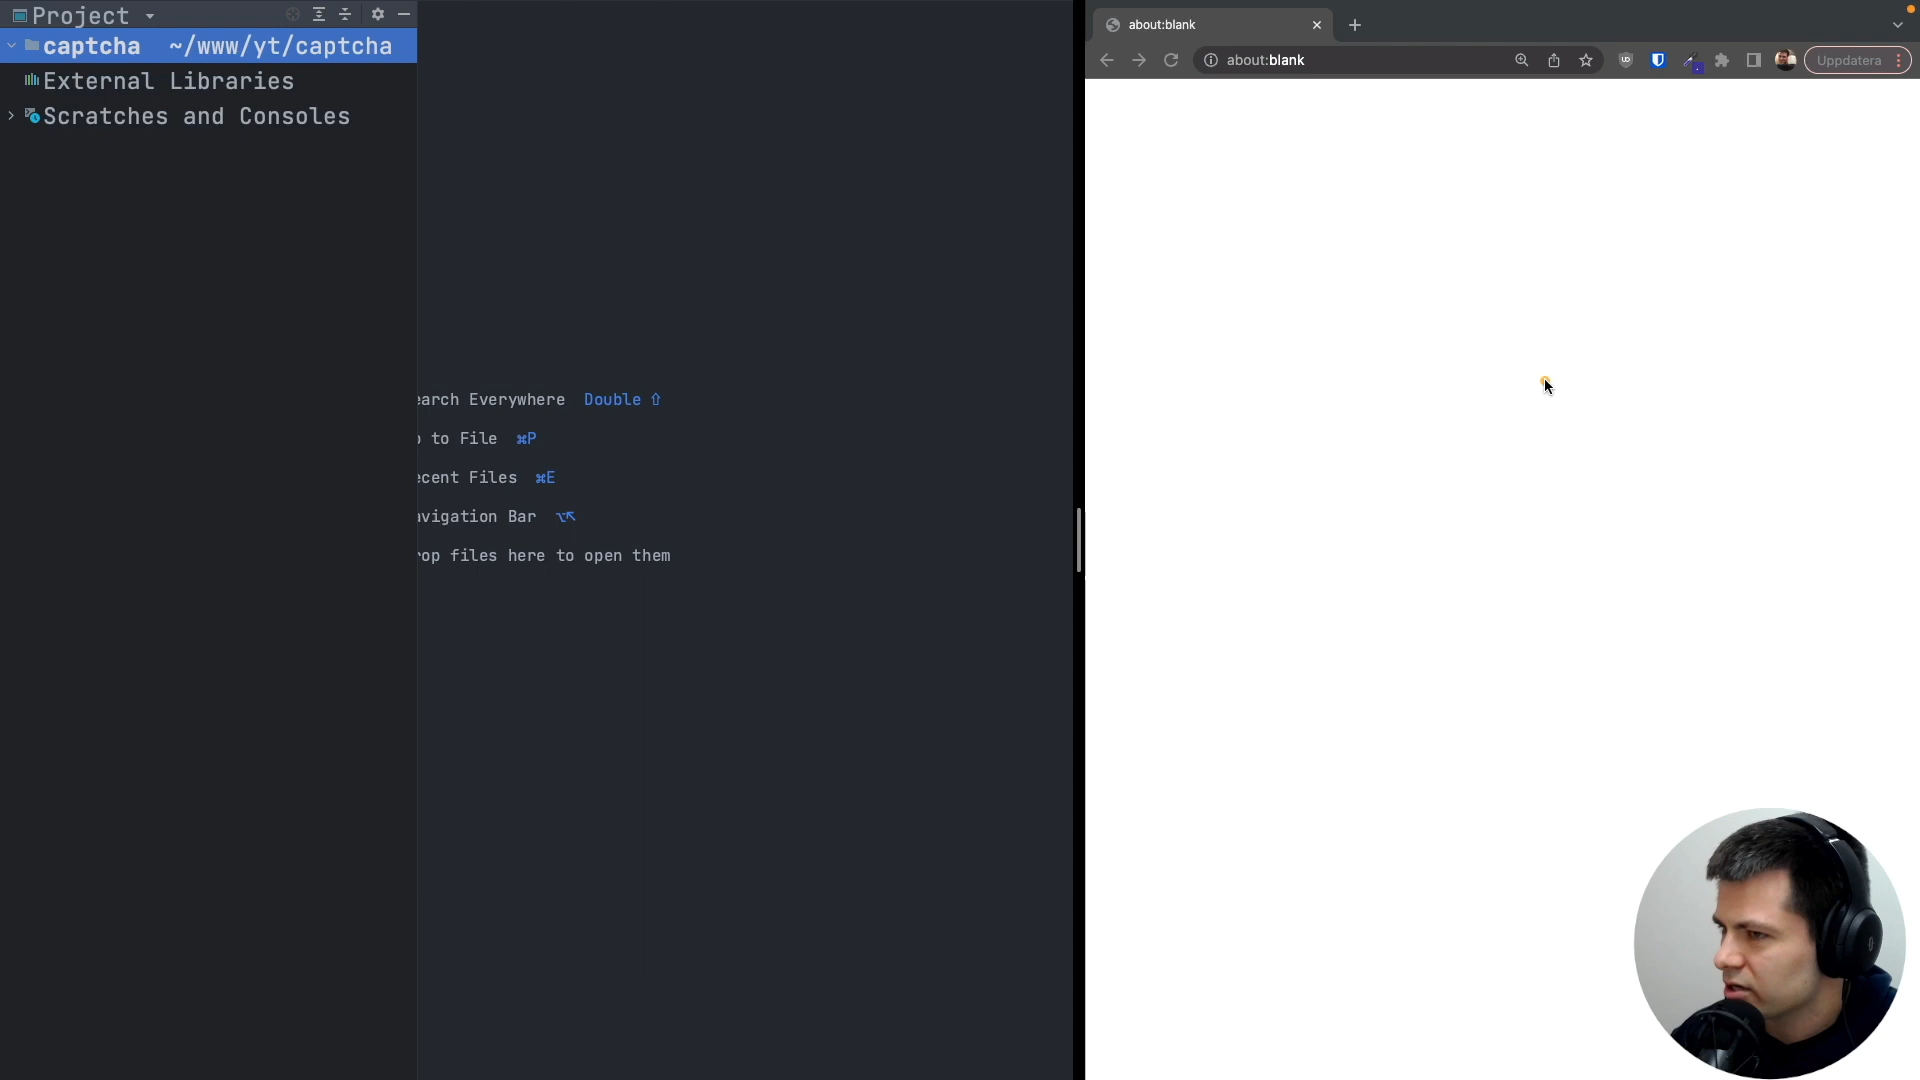 Project
captcha ~/www/yt/captcha
External Libraries
Scratches and Consoles
earch Everywhere Double ⇧
o to File ⌘P
ecent Files ⌘E
avigation Bar ⌥↖
rop files here to open them
about:blank
about:blank
Uppdatera